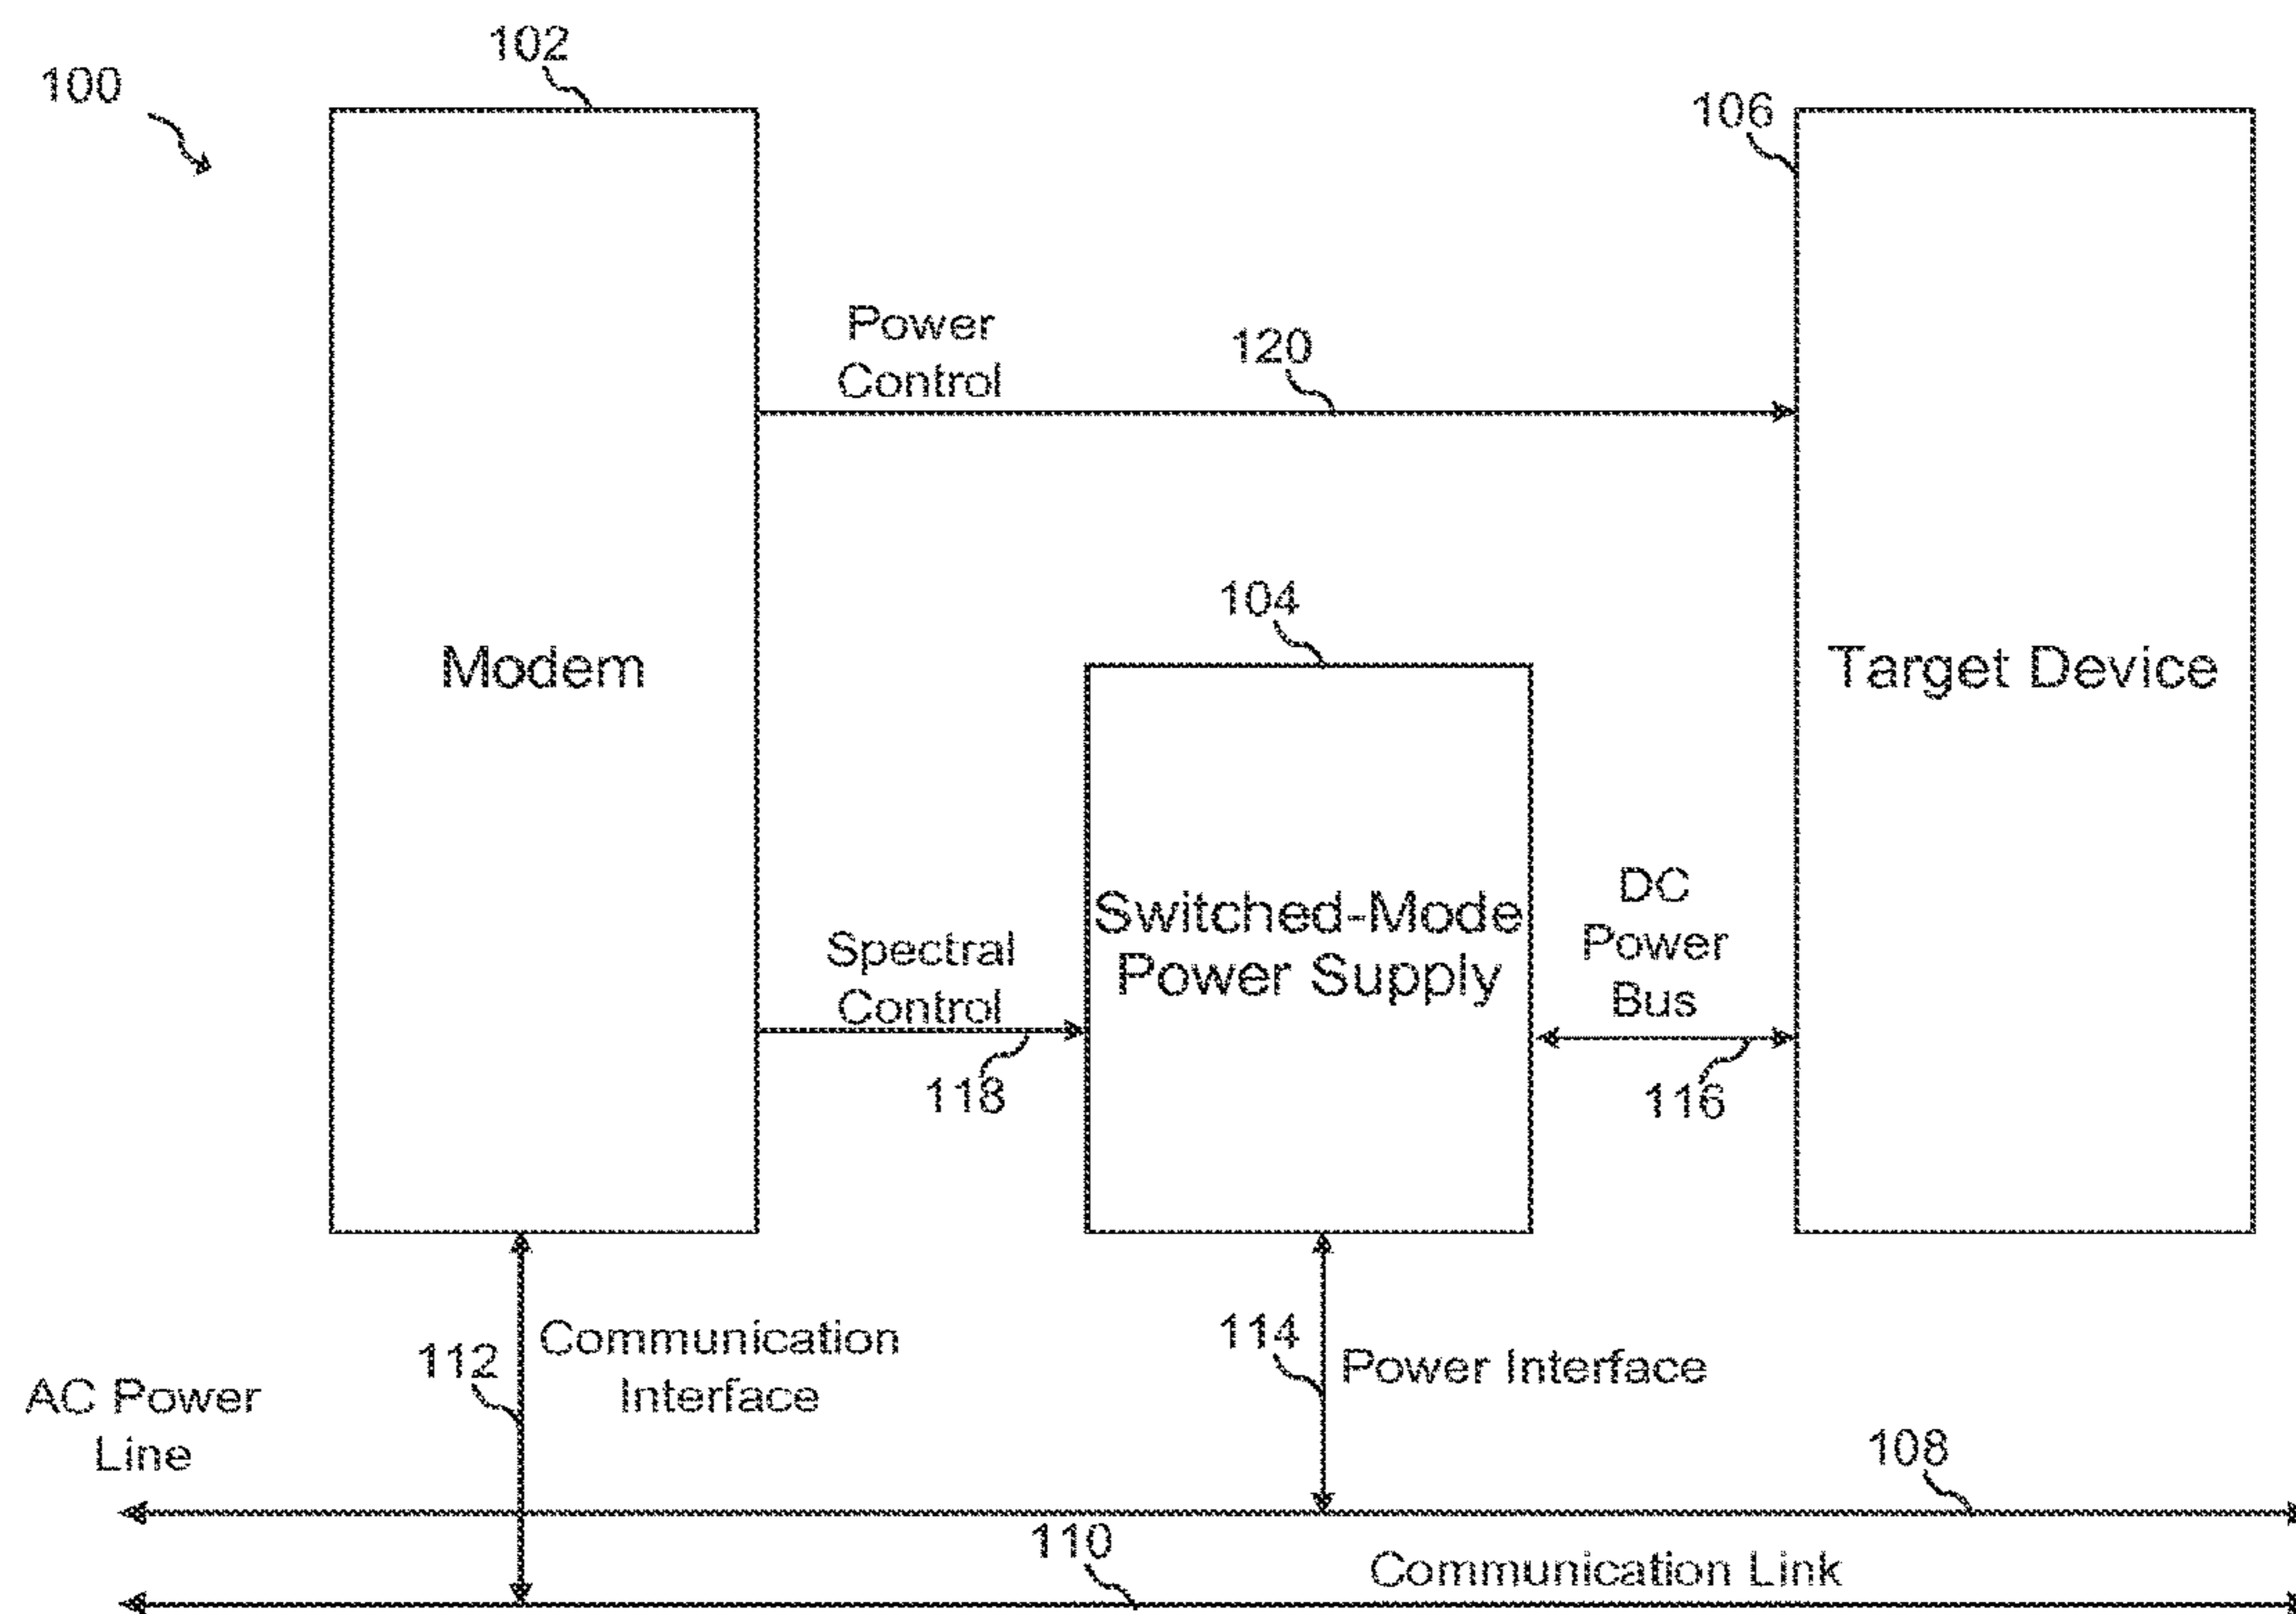 102
100
106
Power
Control
120
104
Modem
Target Device
Switched-Mode
Power Supply
DC
Power
Bus
Spectral
Control
118
116
112
Communication
Interface
114
Power Interface
AC Power
Line
108
110
Communication Link